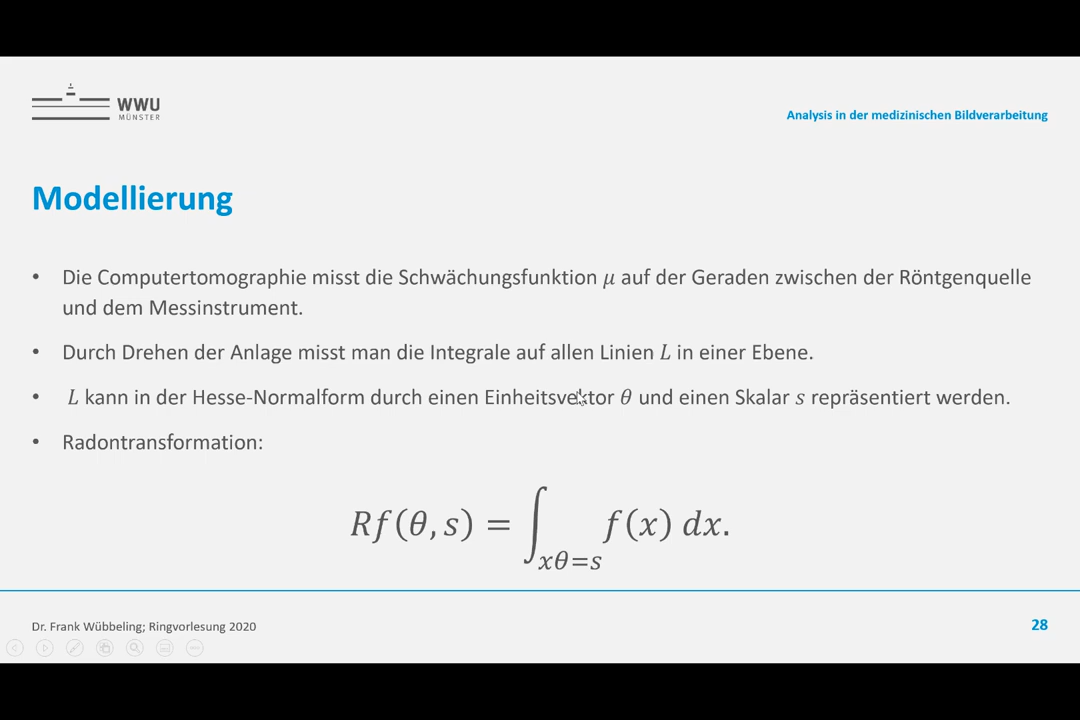 WWU
MÜNSTER
Analysis in der medizinischen Bildverarbeitung
Modellierung
• Die Computertomographie misst die Schwächungsfunktion μ auf der Geraden zwischen der Röntgenquelle
und dem Messinstrument.
• Durch Drehen der Anlage misst man die Integrale auf allen Linien L in einer Ebene.
• L kann in der Hesse-Normalform durch einen Einheitsvektor θ und einen Skalar s repräsentiert werden.
• Radontransformation:
Rf(θ, s) = ∫_{xθ=s} f(x) dx.
Dr. Frank Wübbeling; Ringvorlesung 2020
28